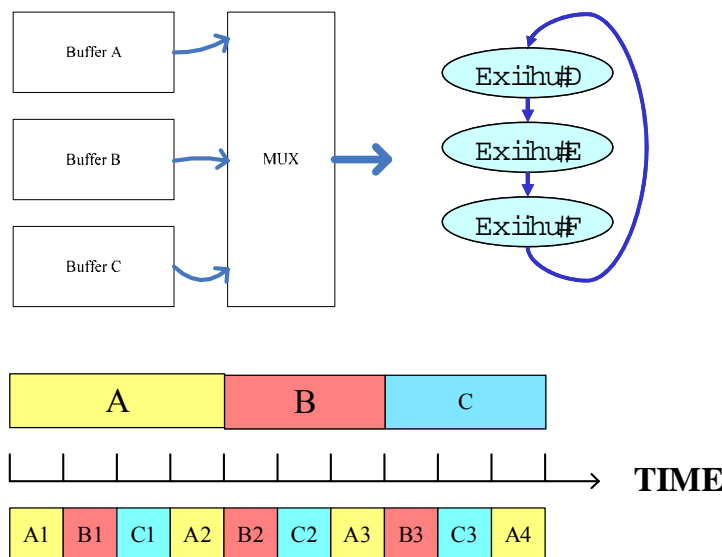 Buffer A
Buffer B
Buffer C
MUX
Exiihu#D
Exiihu#E
Exiihu#F
A B C
TIME
A1 B1 C1 A2 B2 C2 A3 B3 C3 A4